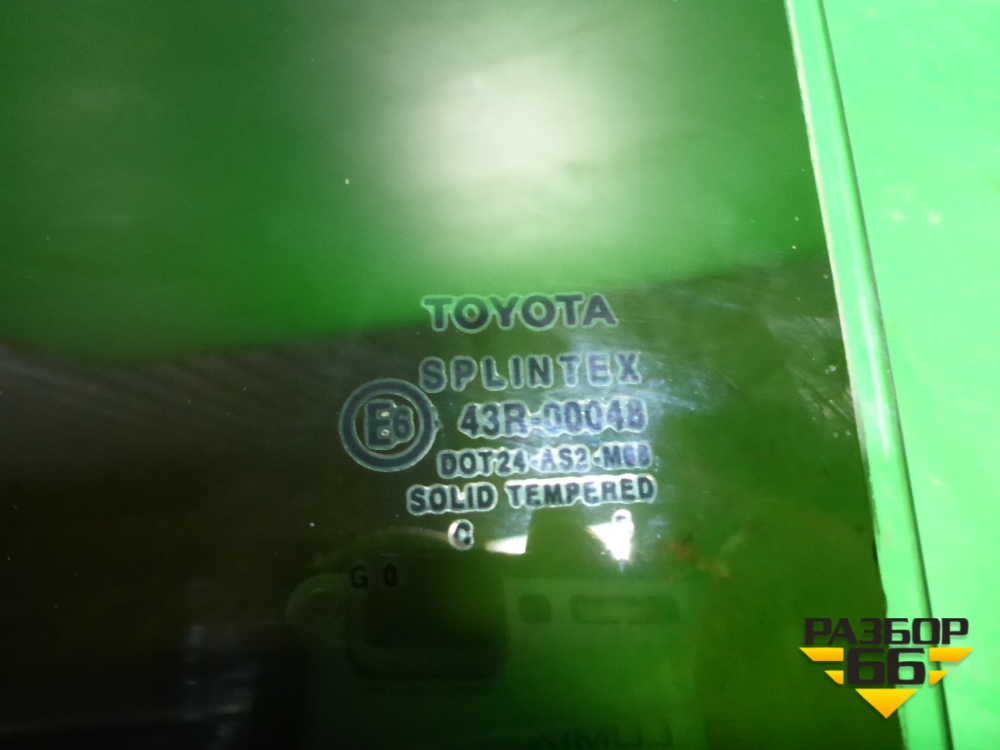 TOYOTA
SPLINTEX
E6 43R-00048
DOT24-AS2-M68
SOLID TEMPERED
C
G 0
РАЗБОР
66